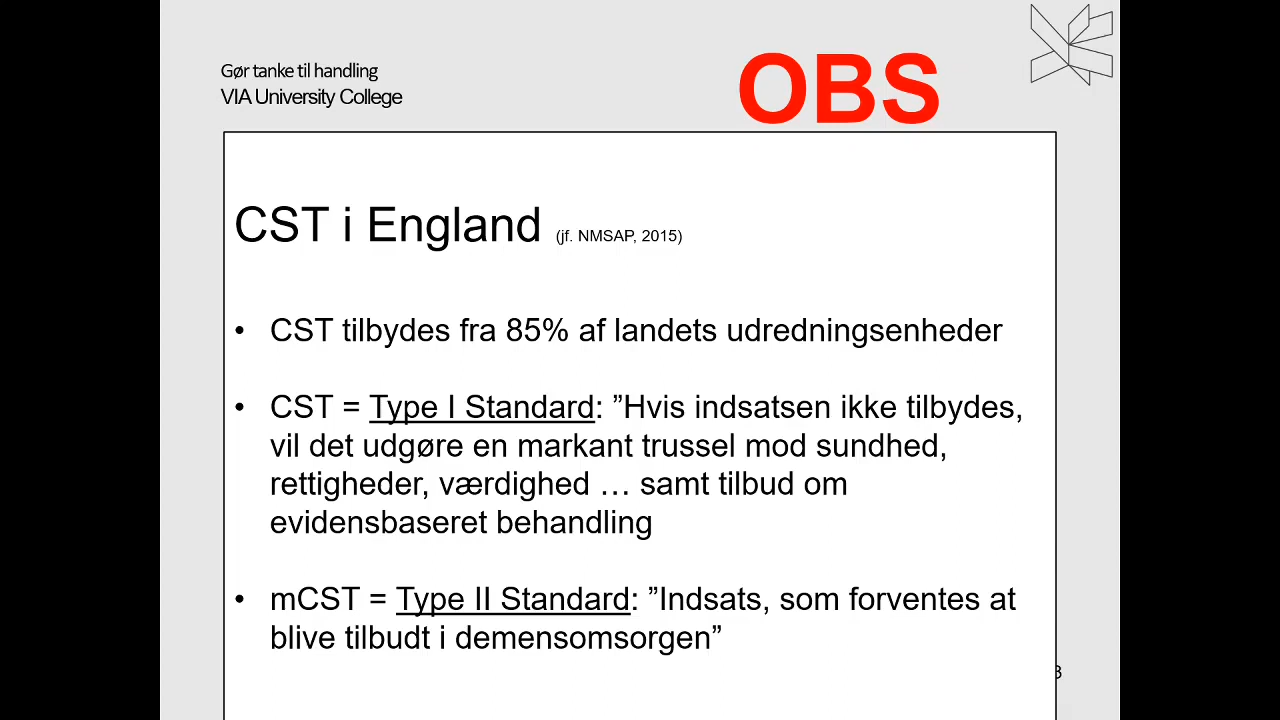 Gør tanke til handling
VIA University College
OBS
CST i England (jf. NMSAP, 2015)
• CST tilbydes fra 85% af landets udredningsenheder
• CST = Type I Standard: ”Hvis indsatsen ikke tilbydes,
vil det udgøre en markant trussel mod sundhed,
rettigheder, værdighed … samt tilbud om
evidensbaseret behandling
• mCST = Type II Standard: ”Indsats, som forventes at
blive tilbudt i demensomsorgen”